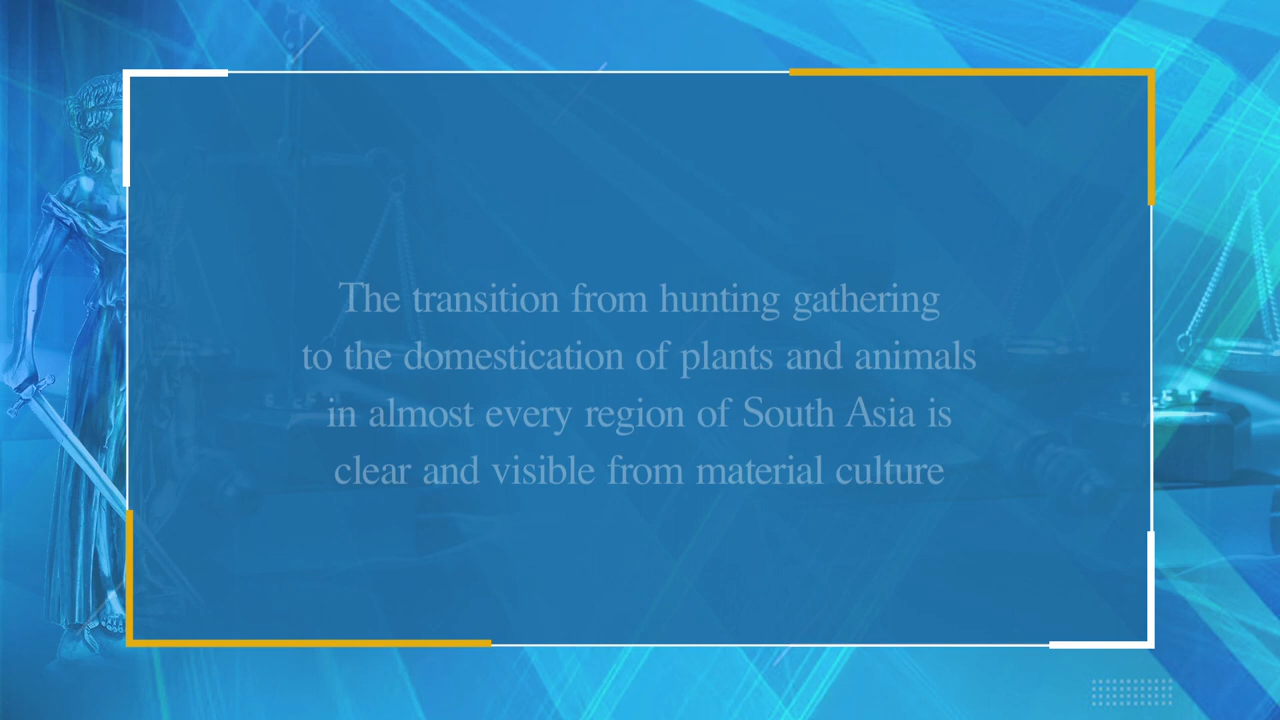 The transition from hunting gathering
to the domestication of plants and animals
in almost every region of South Asia is
clear and visible from material culture